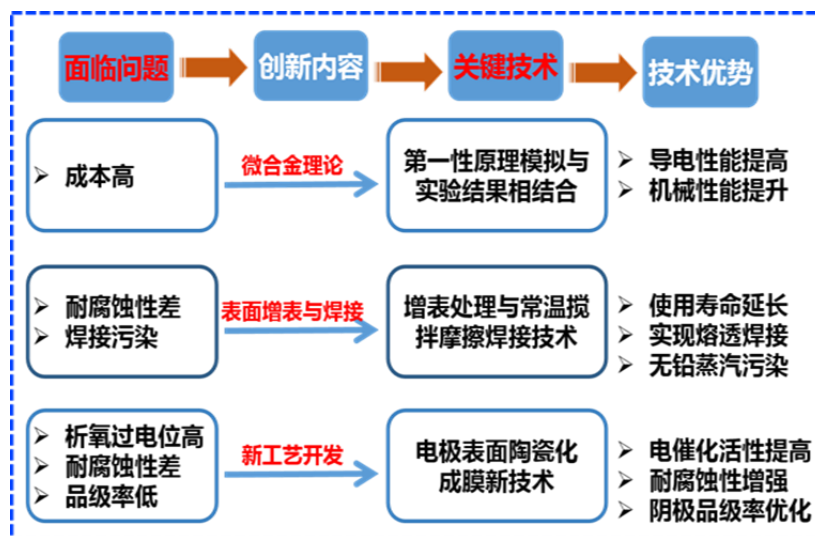 面临问题
创新内容
关键技术
技术优势
成本高
微合金理论
第一性原理模拟与
实验结果相结合
导电性能提高
机械性能提升
耐腐蚀性差
焊接污染
表面增表与焊接
增表处理与常温搅
拌摩擦焊接技术
使用寿命延长
实现熔透焊接
无铅蒸汽污染
析氧过电位高
耐腐蚀性差
品级率低
新工艺开发
电极表面陶瓷化
成膜新技术
电催化活性提高
耐腐蚀性增强
阴极品级率优化